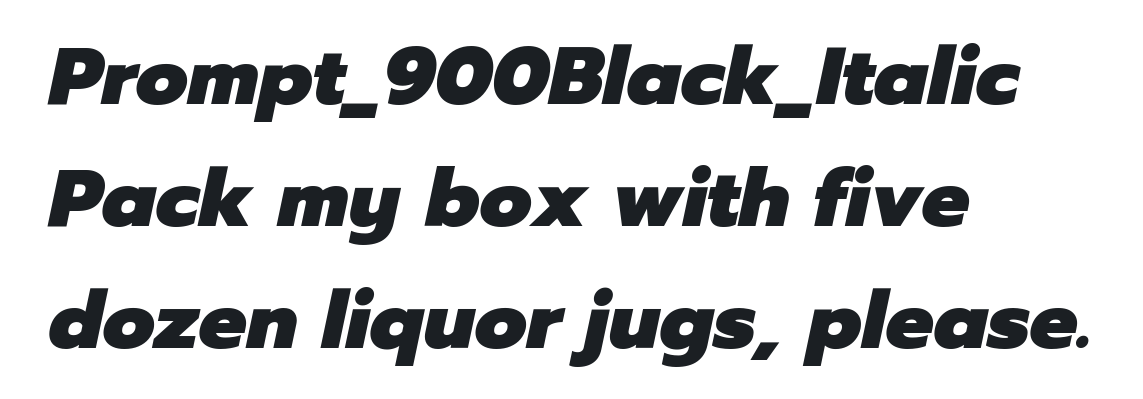 Prompt_900Black_Italic
Pack my box with five
dozen liquor jugs, please.